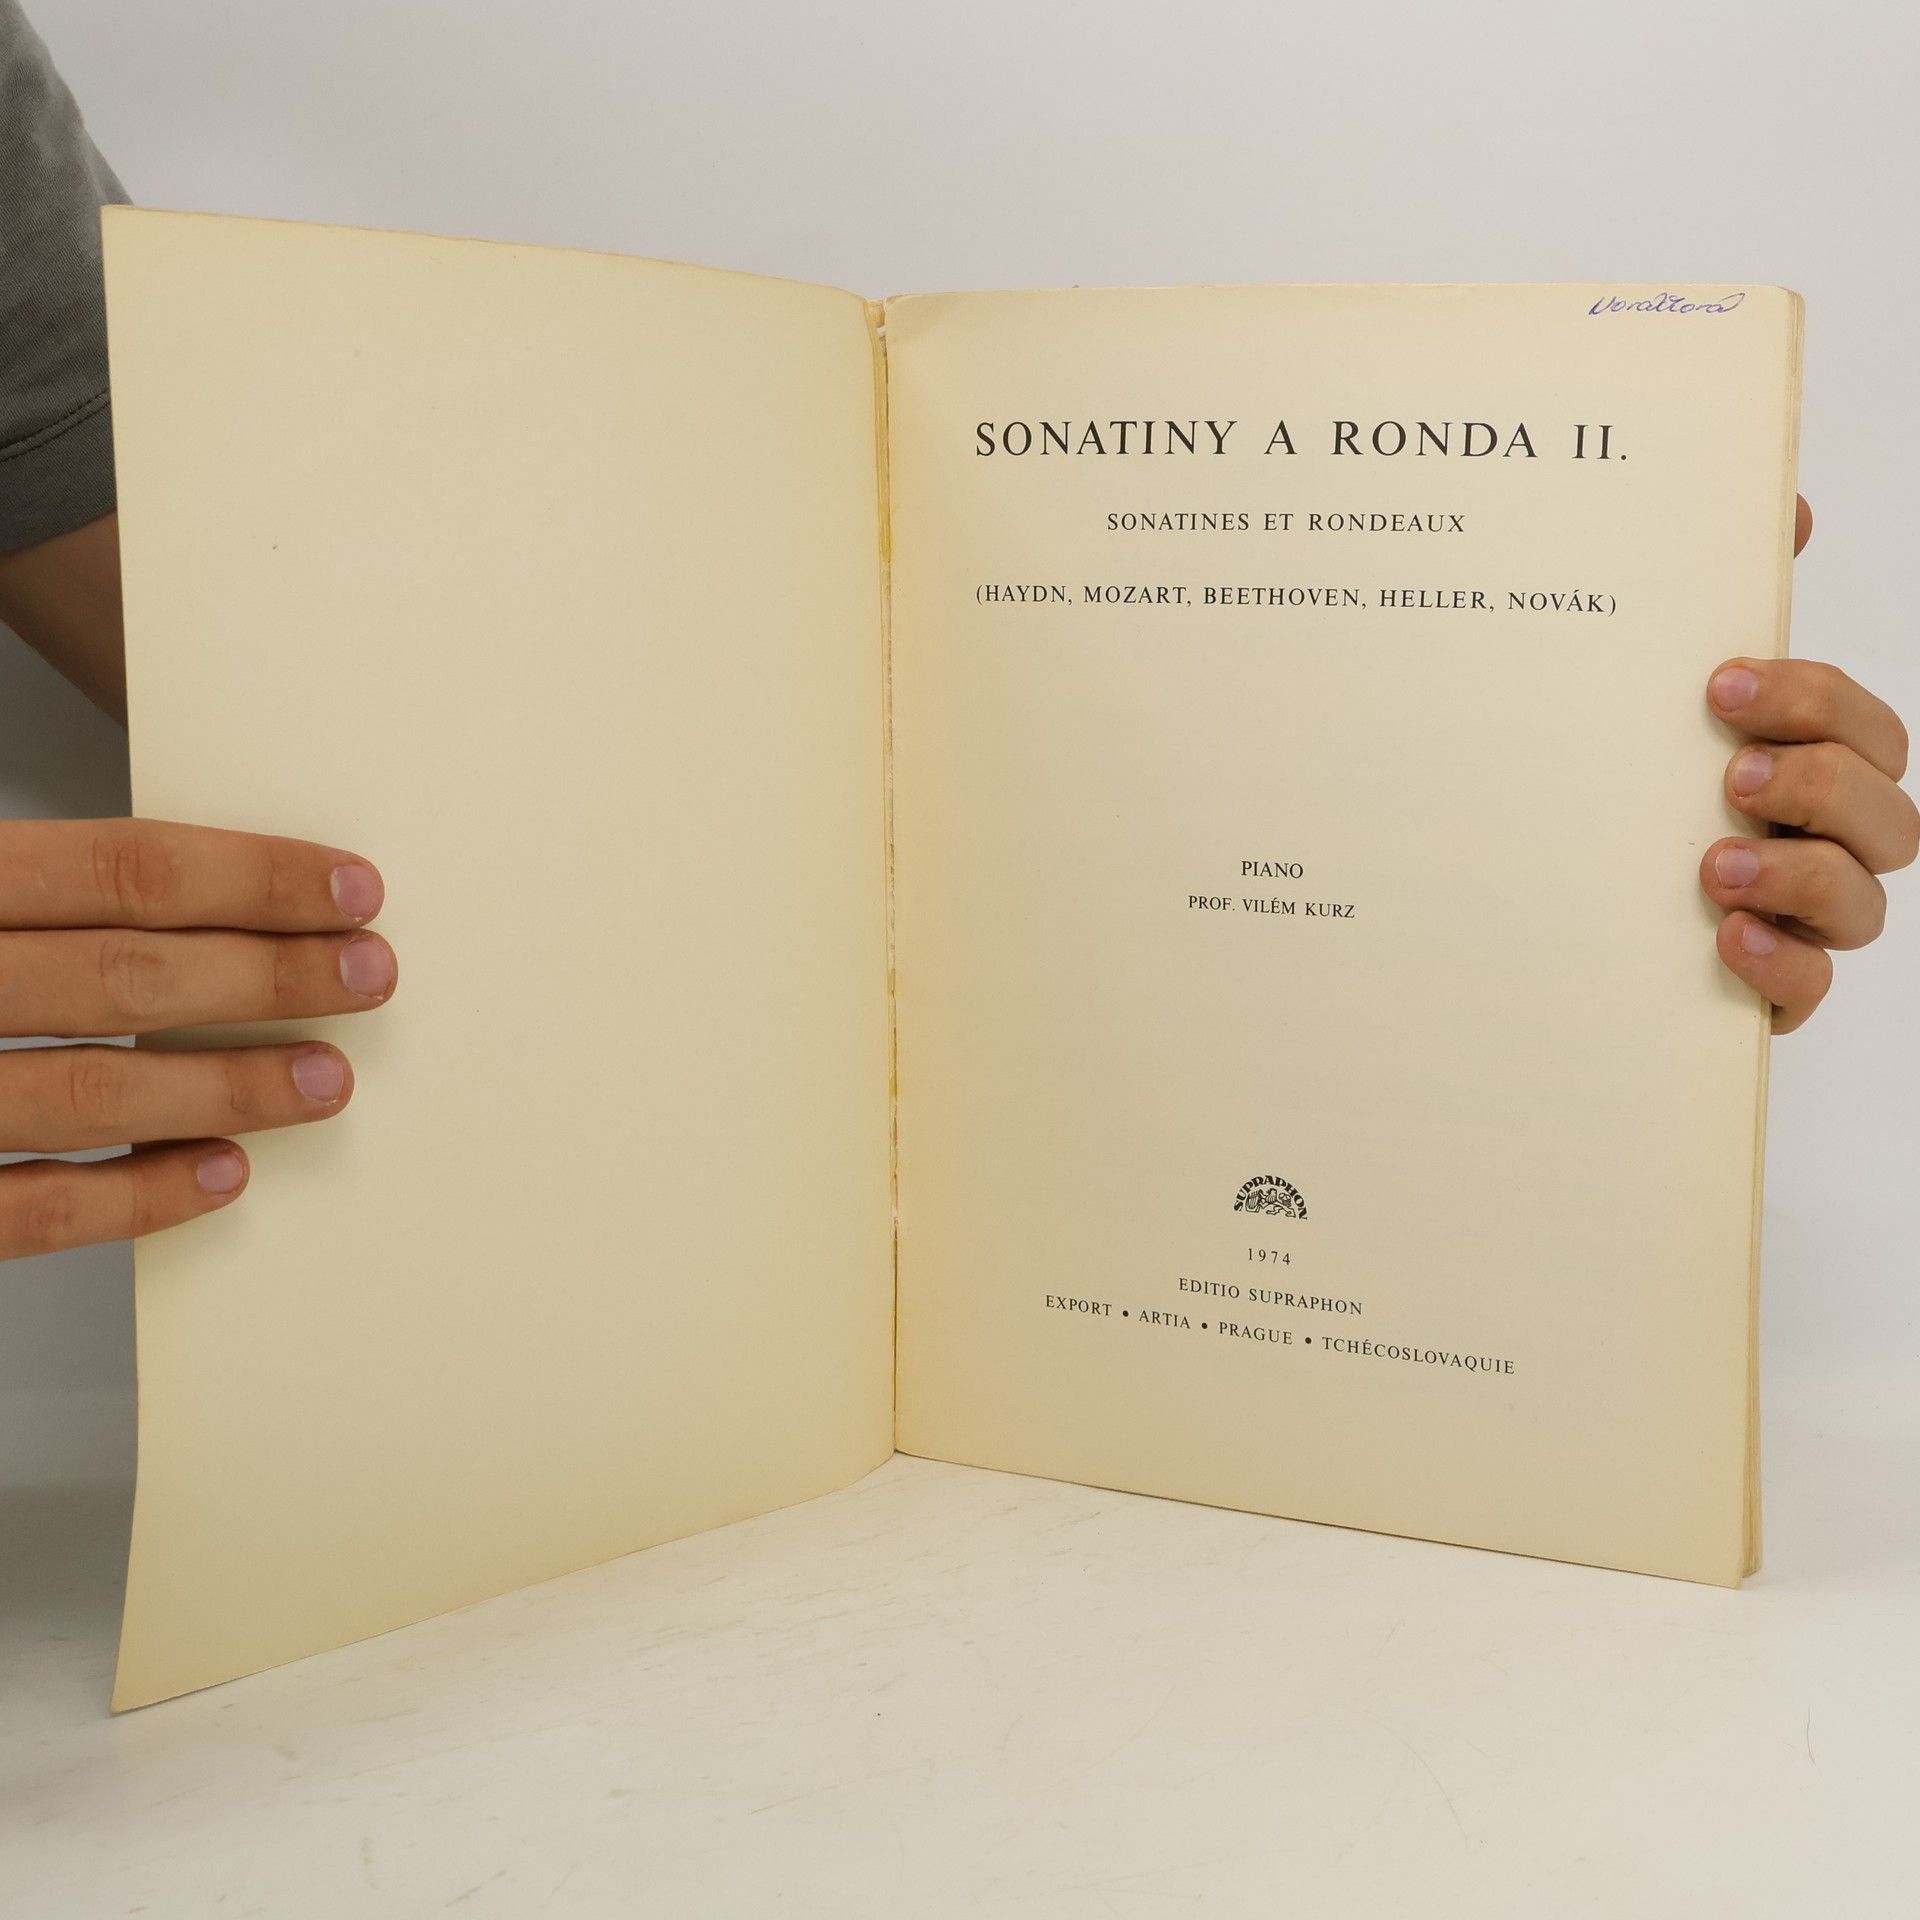 SONATINY A RONDA II.
SONATINES ET RONDEAUX
(HAYDN, MOZART, BEETHOVEN, HELLER, NOVÁK)
PIANO
PROF. VILÉM KURZ
SUPRAPHON
1974
EDITIO SUPRAPHON
EXPORT • ARTIA • PRAGUE • TCHÉCOSLOVAQUIE